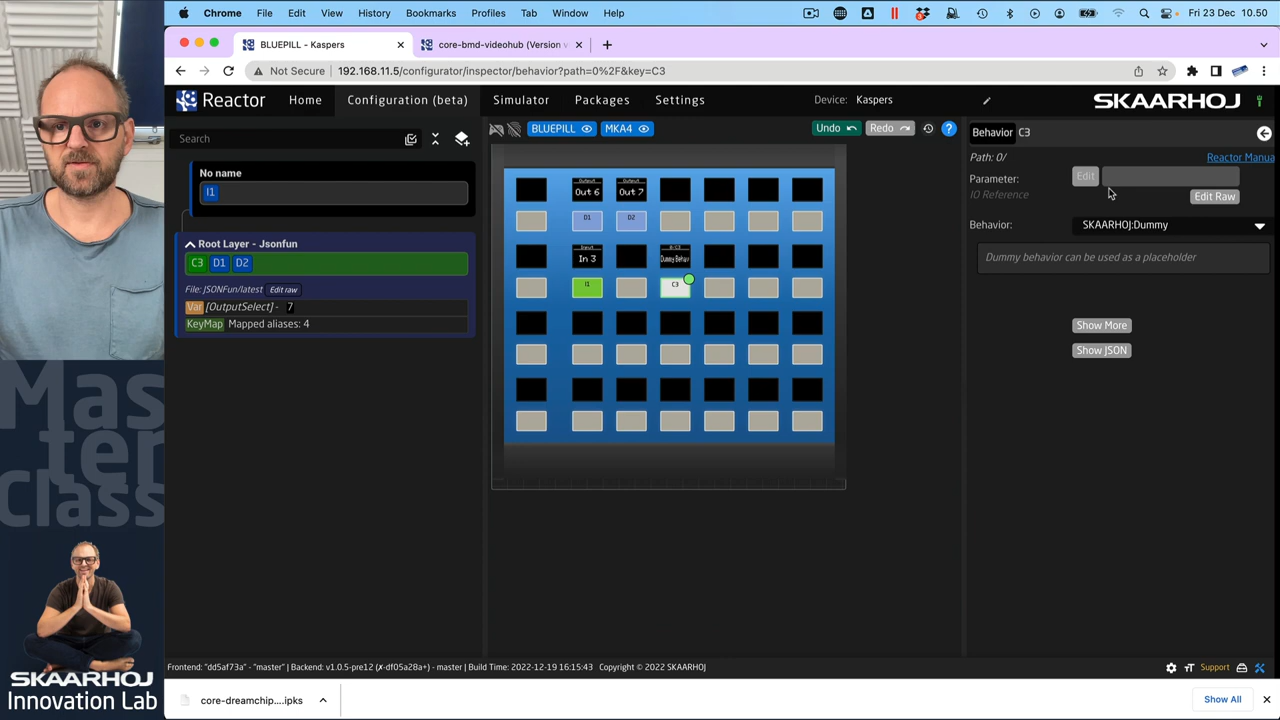 Chrome File Edit View History Bookmarks Profiles Tab Window Help Fri 23 Dec 10.50
BLUEPILL - Kaspers
core-bmd-videohub (Version
Not Secure 192.168.11.5/configurator/inspector/behavior?path=0%2F&key=C3
Reactor Home Configuration (beta) Simulator Packages Settings Device: Kaspers SKAARHOJ
Search
BLUEPILL MKA4 Undo Redo ?
Behavior C3
Path: 0/ Reactor Manua
Parameter: Edit
IO Reference Edit Raw
Behavior: SKAARHOJ:Dummy
Dummy behavior can be used as a placeholder
Show More
Show JSON
No name
I1
Root Layer - Jsonfun
C3 D1 D2
File: JSONFun/latest Edit raw
Var [OutputSelect] - 7
KeyMap Mapped aliases: 4
Output Output
Out 6 Out 7
D1 D2
Input
In 3 Dummy Behav
I1 C3
Master
Class
SKAARHOJ
Innovation Lab
Frontend: "dd5af73a" - "master" | Backend: v1.0.5-pre12 (✗-df05a28a+) - master | Build Time: 2022-12-19 16:15:43 Copyright © 2022 SKAARHOJ
Support
core-dreamchip....ipks
Show All